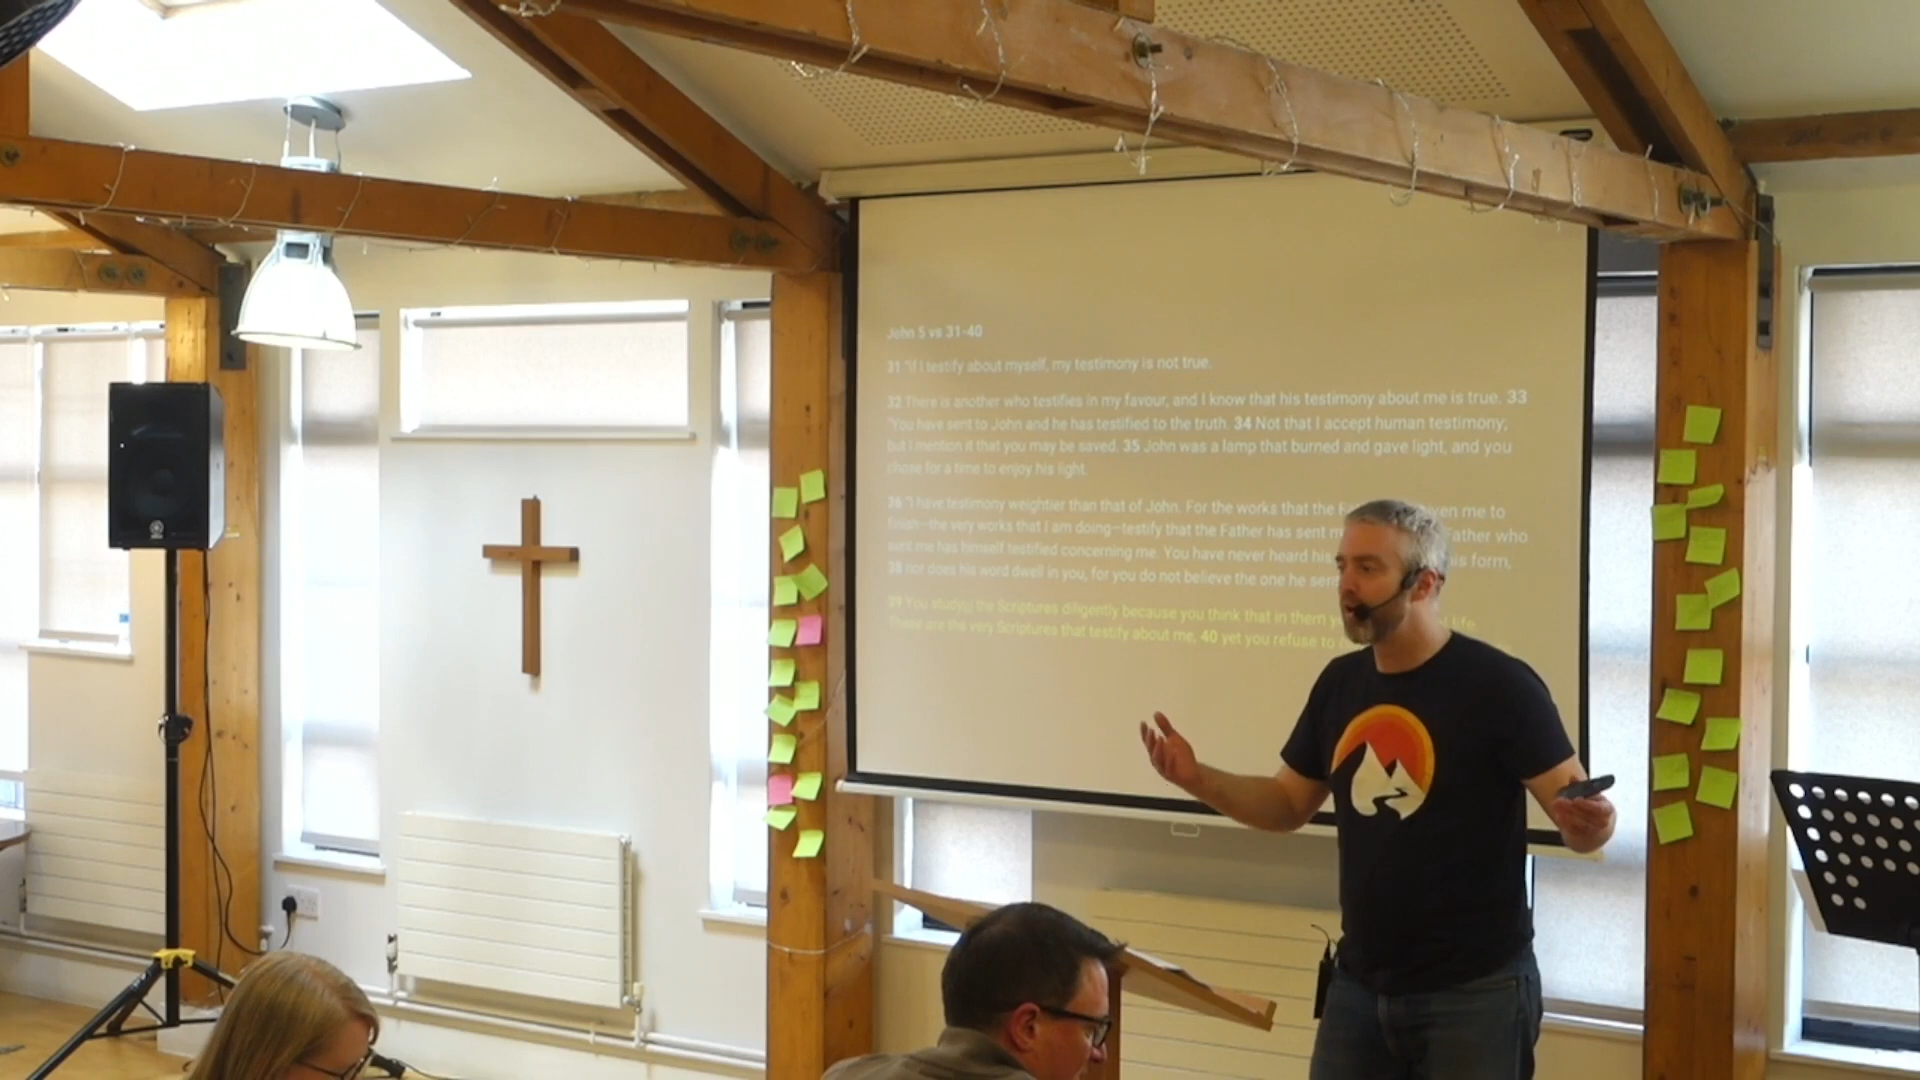 John 5 vs 31-40
31 "If I testify about myself, my testimony is not true.
32 There is another who testifies in my favour, and I know that his testimony about me is true. 33
"You have sent to John and he has testified to the truth. 34 Not that I accept human testimony;
but I mention it that you may be saved. 35 John was a lamp that burned and gave light, and you
chose for a time to enjoy his light.
36 "I have testimony weightier than that of John. For the works that the me to
finish—the very works that I am doing—testify that the Father has sent Father who
sent me has himself testified concerning me. You have never heard his form,
38 nor does his word dwell in you, for you do not believe the one he
39 You study the Scriptures diligently because you think that in them life.
These are the very Scriptures that testify about me, 40 yet you refuse to